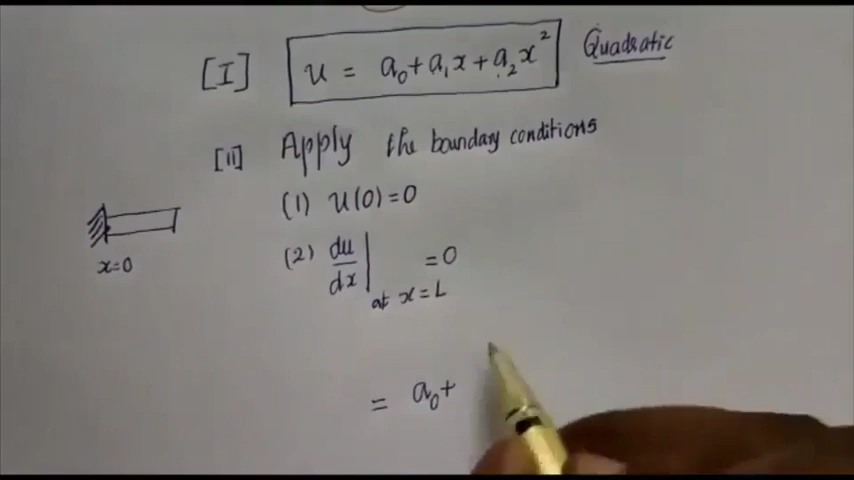 [I] u = a₀ + a₁x + a₂x² Quadratic
[II] Apply the boundary conditions
(1) u(0) = 0
x=0
(2) du/dx | at x = L = 0
= a₀ +